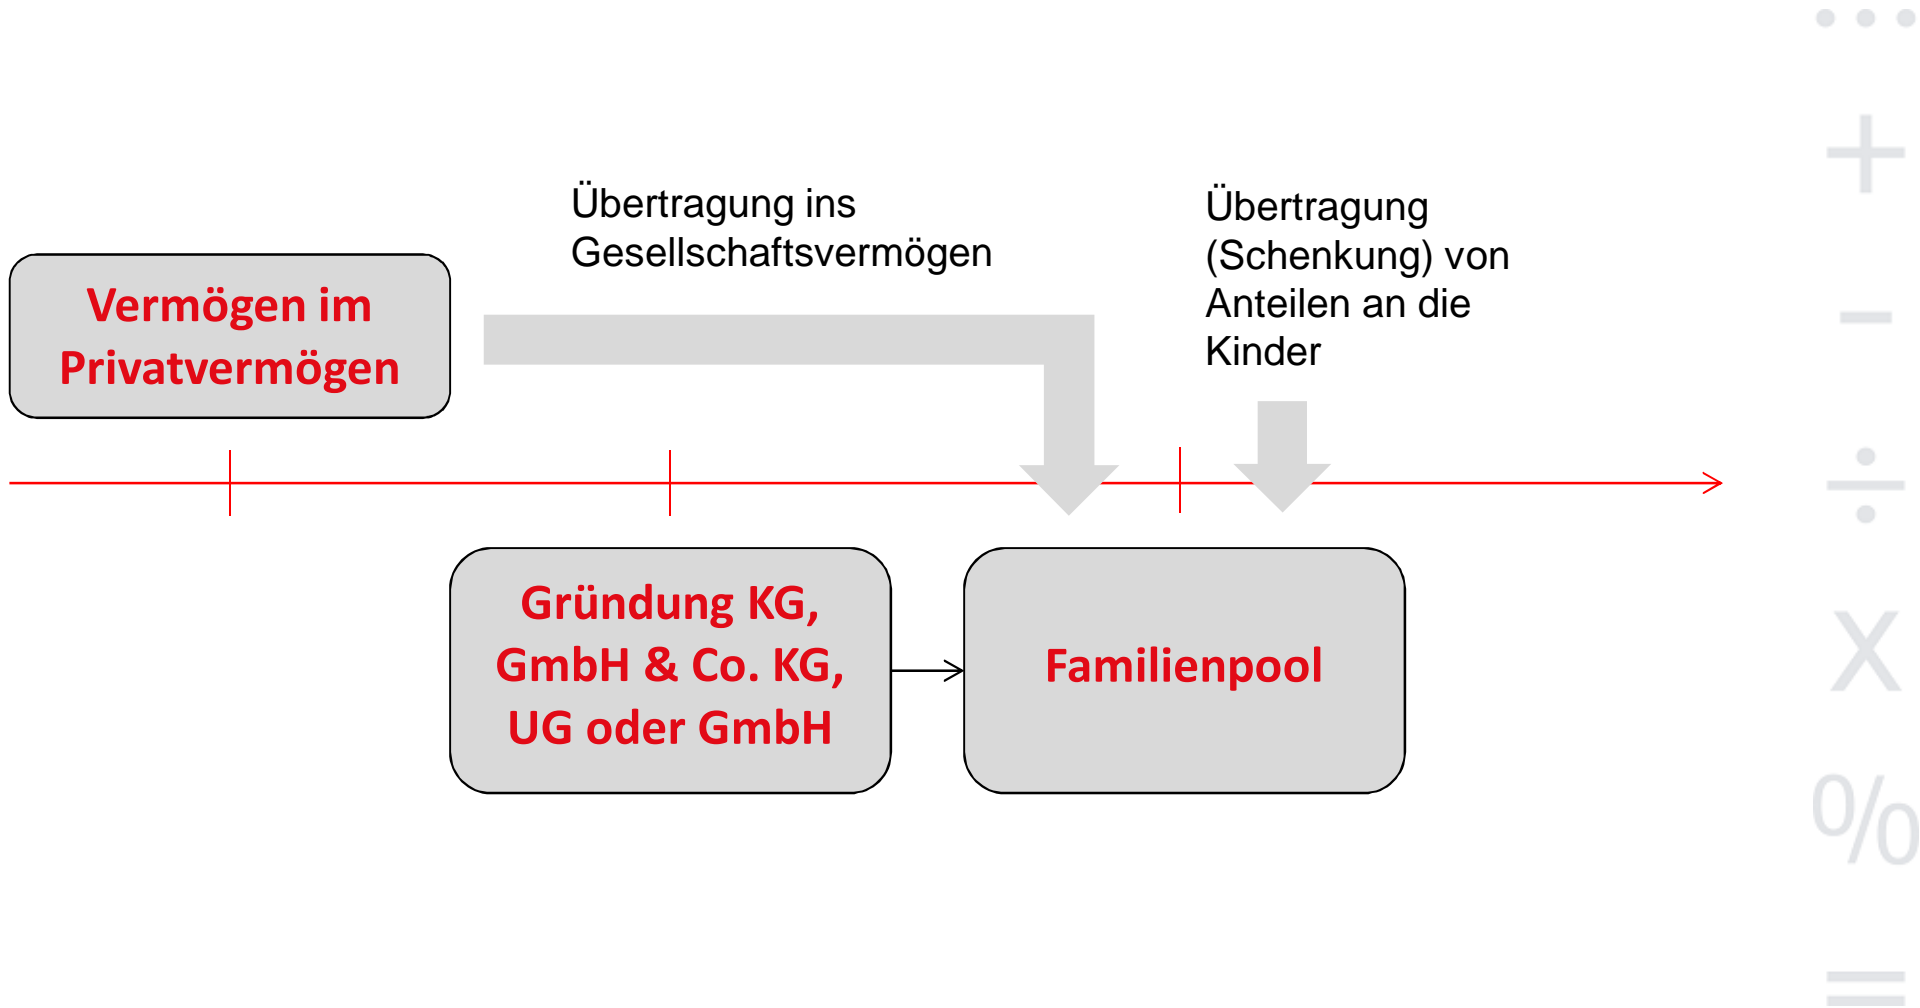 Übertragung ins
Gesellschaftsvermögen
Übertragung
(Schenkung) von
Anteilen an die
Kinder
Vermögen im
Privatvermögen
Gründung KG,
GmbH & Co. KG,
UG oder GmbH
Familienpool
...
+
-
÷
x
%
=